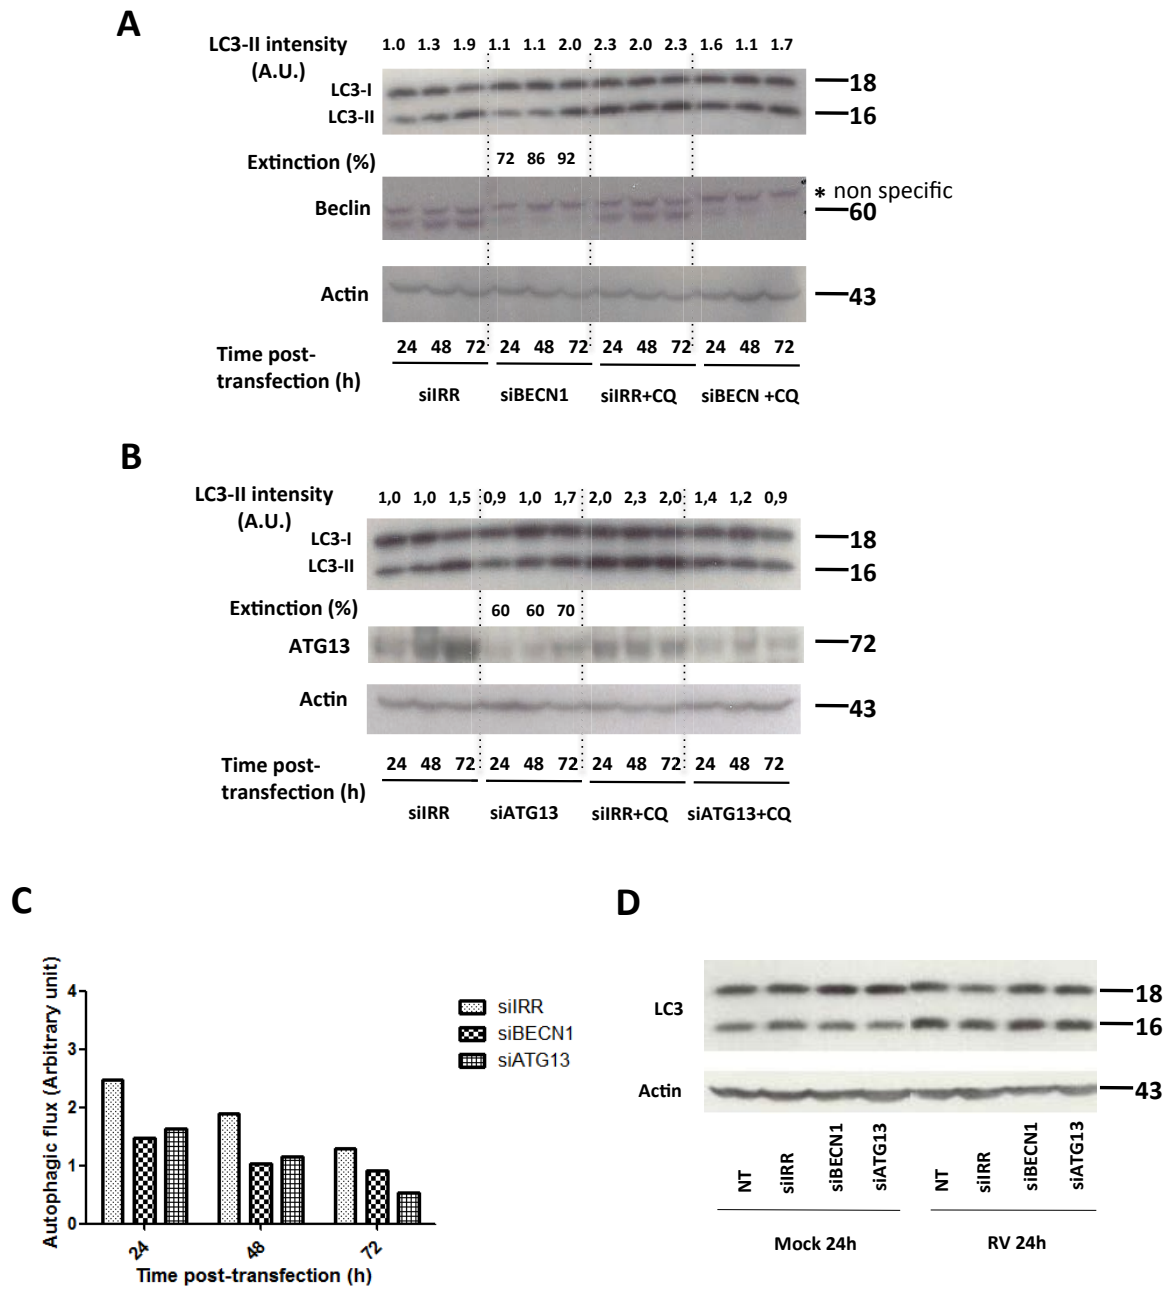 A
LC3-II intensity 1.0 1.3 1.9 1.1 1.1 2.0 2.3 2.0 2.3 1.6 1.1 1.7
(A.U.)
LC3-I 18
LC3-II 16
Extinction (%) 72 86 92
* non specific
Beclin 60
Actin 43
Time post-transfection (h) 24 48 72 24 48 72 24 48 72 24 48 72
siIRR siBECN1 siIRR+CQ siBECN +CQ
B
LC3-II intensity 1,0 1,0 1,5 0,9 1,0 1,7 2,0 2,3 2,0 1,4 1,2 0,9
(A.U.)
LC3-I 18
LC3-II 16
Extinction (%) 60 60 70
ATG13 72
Actin 43
Time post-transfection (h) 24 48 72 24 48 72 24 48 72 24 48 72
siIRR siATG13 siIRR+CQ siATG13+CQ
C
Autophagic flux (Arbitrary unit)
4
3
2
1
0
24 48 72
Time post-transfection (h)
siIRR
siBECN1
siATG13
D
LC3 18
16
Actin 43
NT siIRR siBECN1 siATG13 NT siIRR siBECN1 siATG13
Mock 24h RV 24h